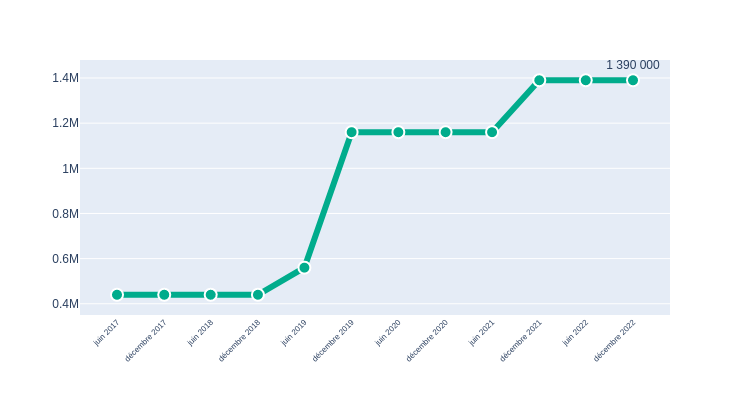 1 390 000
1.4M
1.2M
1M
0.8M
0.6M
0.4M
juin 2017
décembre 2017
juin 2018
décembre 2018
juin 2019
décembre 2019
juin 2020
décembre 2020
juin 2021
décembre 2021
juin 2022
décembre 2022